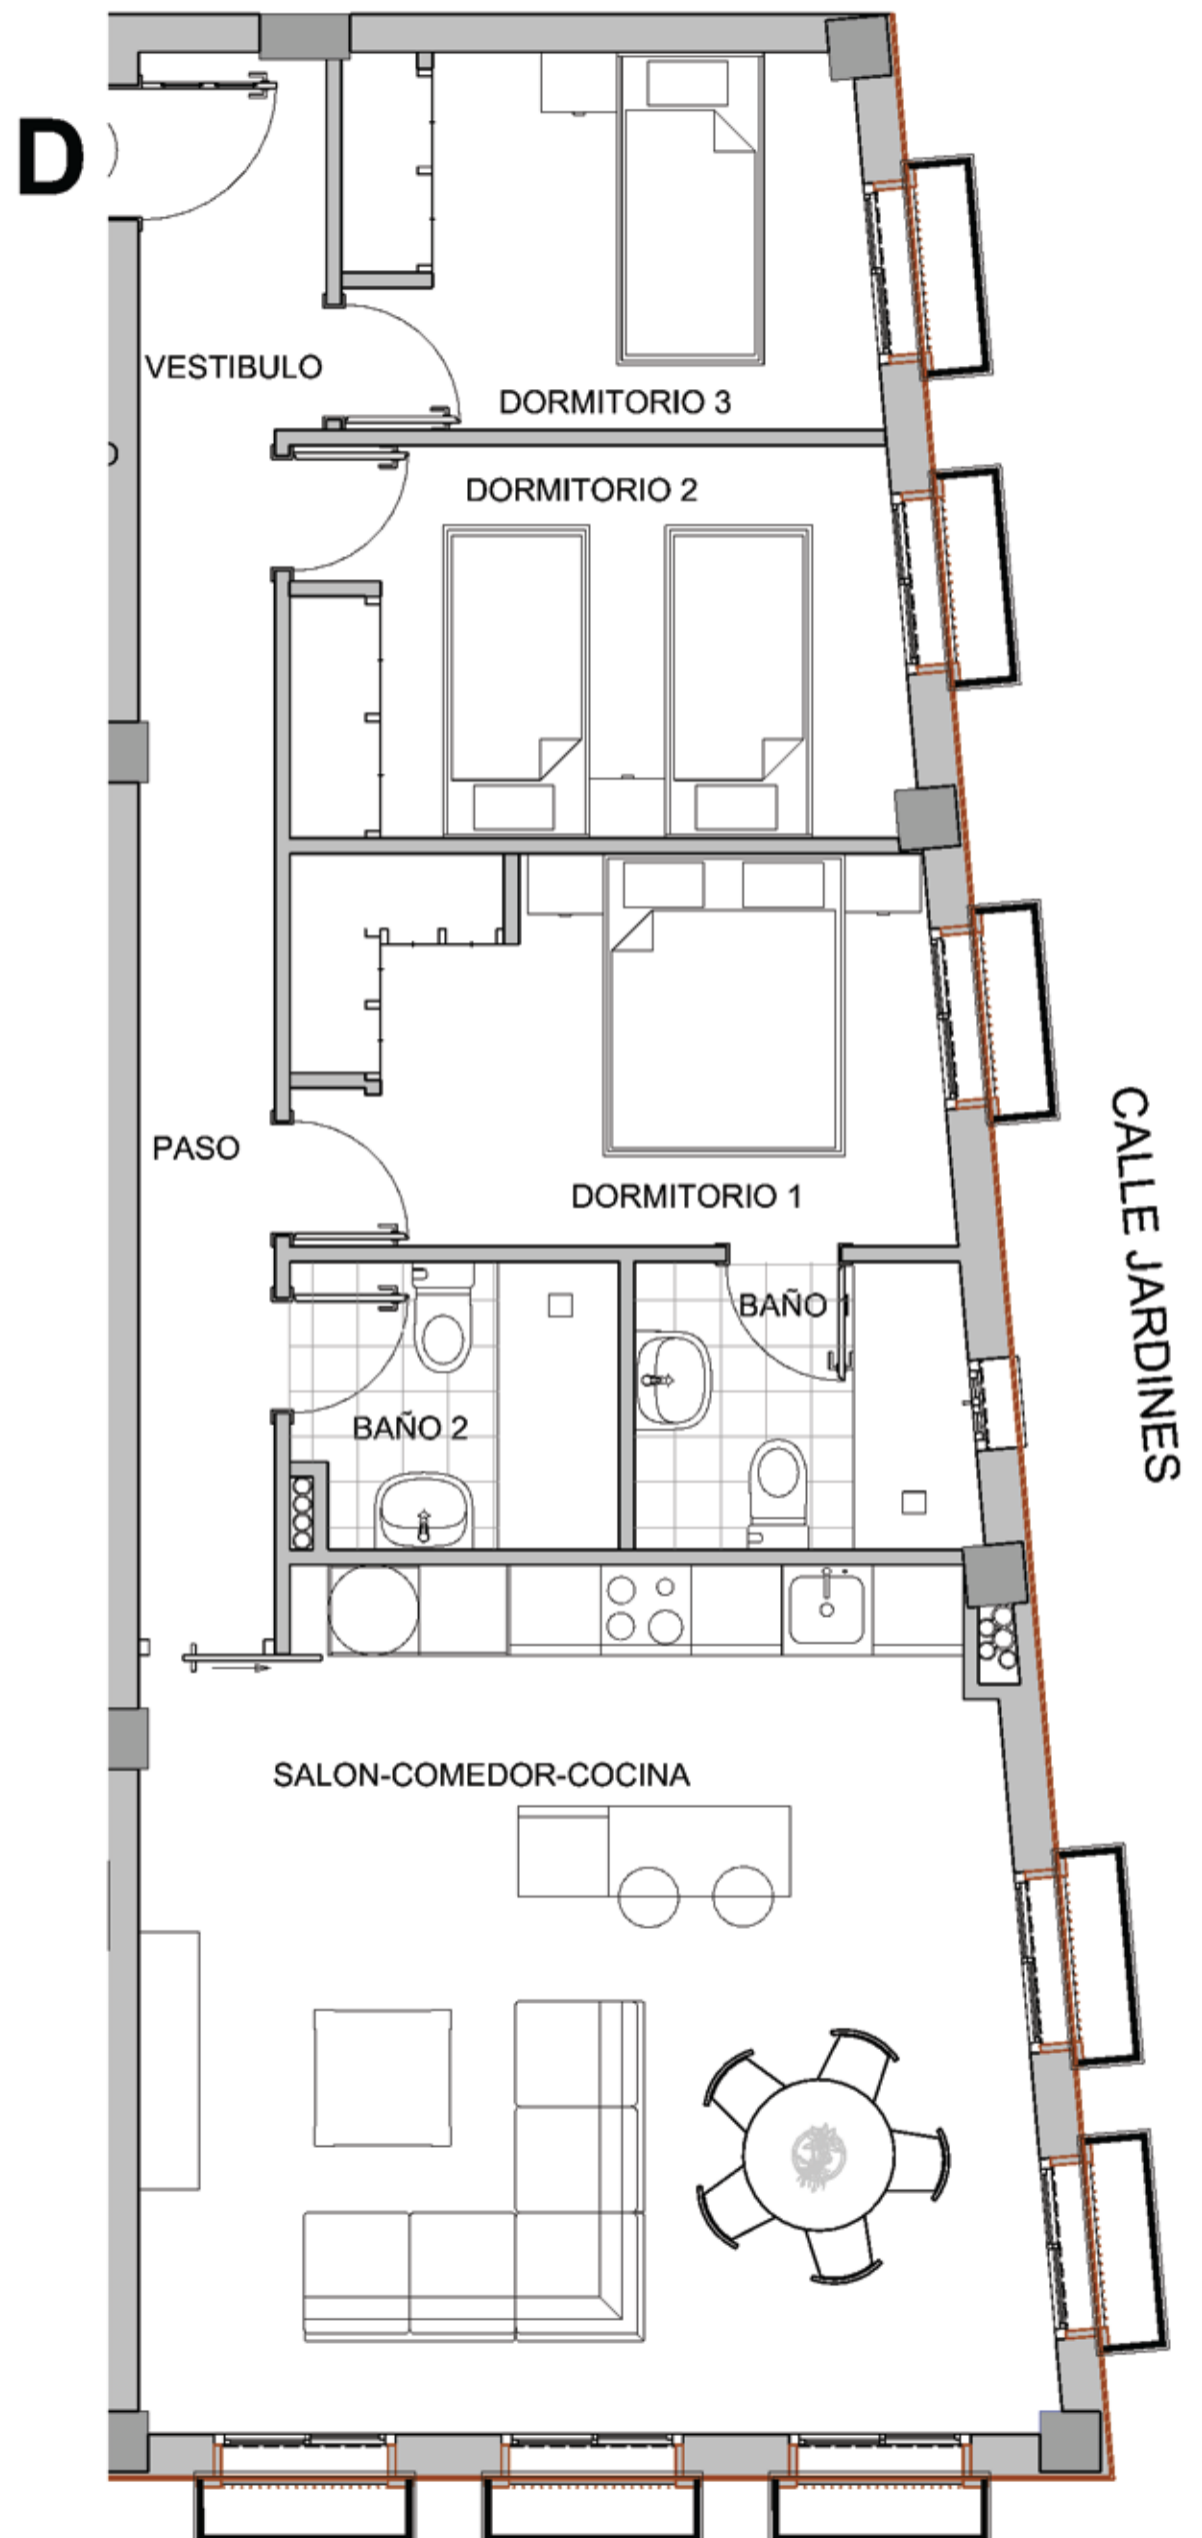 D
VESTIBULO
DORMITORIO 3
DORMITORIO 2
PASO
DORMITORIO 1
CALLE JARDINES
BAÑO 1
BAÑO 2
SALON-COMEDOR-COCINA